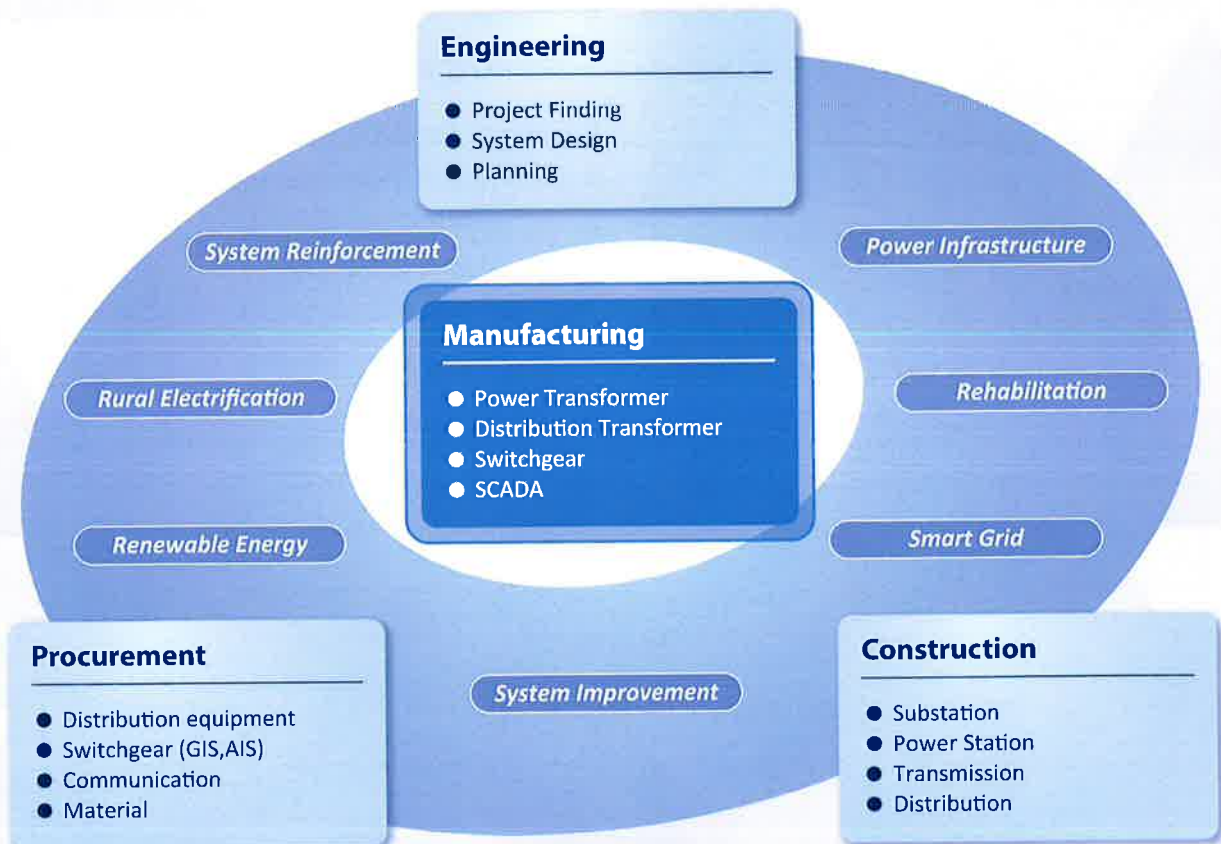 Engineering
● Project Finding
● System Design
● Planning
System Reinforcement
Power Infrastructure
Manufacturing
● Power Transformer
● Distribution Transformer
● Switchgear
● SCADA
Rural Electrification
Rehabilitation
Renewable Energy
Smart Grid
Procurement
● Distribution equipment
● Switchgear (GIS,AIS)
● Communication
● Material
System Improvement
Construction
● Substation
● Power Station
● Transmission
● Distribution